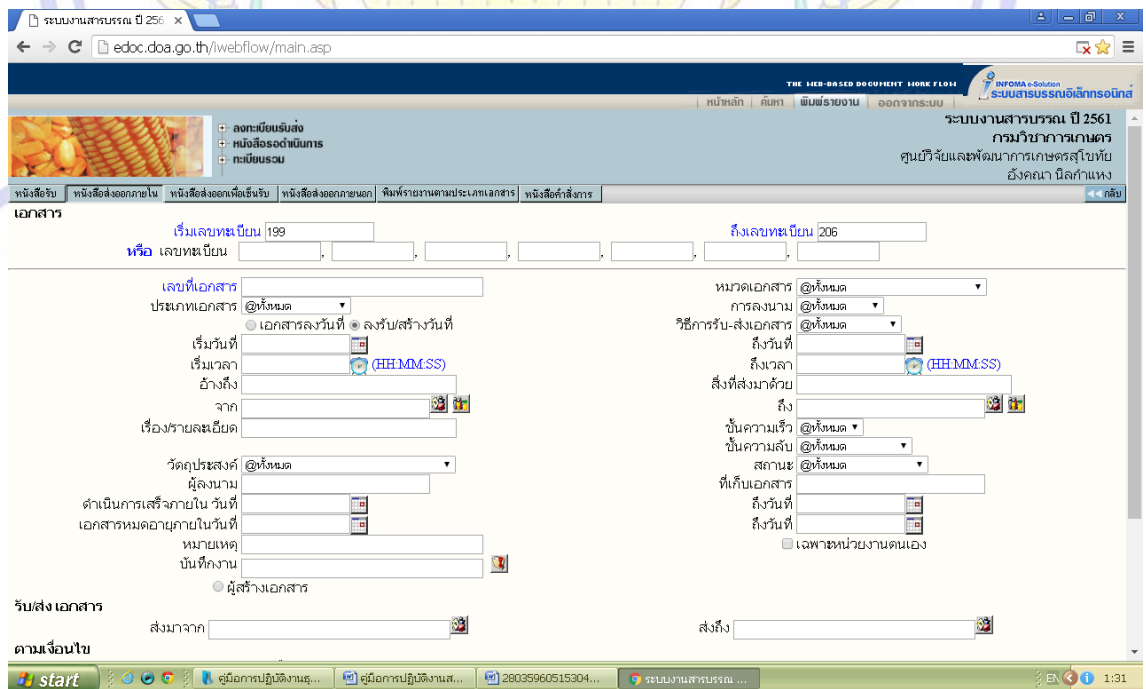 ระบบงานสารบรรณ ปี 256
edoc.doa.go.th/iwebflow/main.asp
THE WEB-BASED DOCUMENT WORK FLOW
INFOMA e-Solution
ระบบสารบรรณอิเล็กทรอนิกส์
หน้าหลัก | ค้นหา | พิมพ์รายงาน | ออกจากระบบ
ลงทะเบียนรับส่ง
หนังสือรอดำเนินการ
ทะเบียนรวม
ระบบงานสารบรรณ ปี 2561
กรมวิชาการเกษตร
ศูนย์วิจัยและพัฒนาการเกษตรสุโขทัย
อังคณา นิลกำแหง
หนังสือรับ หนังสือส่งออกภายใน หนังสือส่งออกเพื่อเซ็นรับ หนังสือส่งออกภายนอก พิมพ์รายงานตามประเภทเอกสาร หนังสือคำสั่งการ << กลับ
เอกสาร
เริ่มเลขทะเบียน 199 ถึงเลขทะเบียน 206
หรือ เลขทะเบียน , , , , , ,
เลขที่เอกสาร หมวดเอกสาร @ทั้งหมด
ประเภทเอกสาร @ทั้งหมด การลงนาม @ทั้งหมด
เอกสารลงวันที่ ลงรับ/สร้างวันที่ วิธีการรับ-ส่งเอกสาร @ทั้งหมด
เริ่มวันที่ ถึงวันที่
เริ่มเวลา (HH:MM:SS) ถึงเวลา (HH:MM:SS)
อ้างถึง สิ่งที่ส่งมาด้วย
จาก ถึง
เรื่อง/รายละเอียด ชั้นความเร็ว @ทั้งหมด
ชั้นความลับ @ทั้งหมด
วัตถุประสงค์ @ทั้งหมด สถานะ @ทั้งหมด
ผู้ลงนาม ที่เก็บเอกสาร
ดำเนินการเสร็จภายใน วันที่ ถึงวันที่
เอกสารหมดอายุภายในวันที่ ถึงวันที่
หมายเหตุ เฉพาะหน่วยงานตนเอง
บันทึกงาน
ผู้สร้างเอกสาร
รับ/ส่ง เอกสาร
ส่งมาจาก ส่งถึง
ตามเงื่อนไข
start คู่มือการปฏิบัติงานธุ... คู่มือการปฏิบัติงานส... 28035960515304... ระบบงานสารบรรณ ... EN 1:31